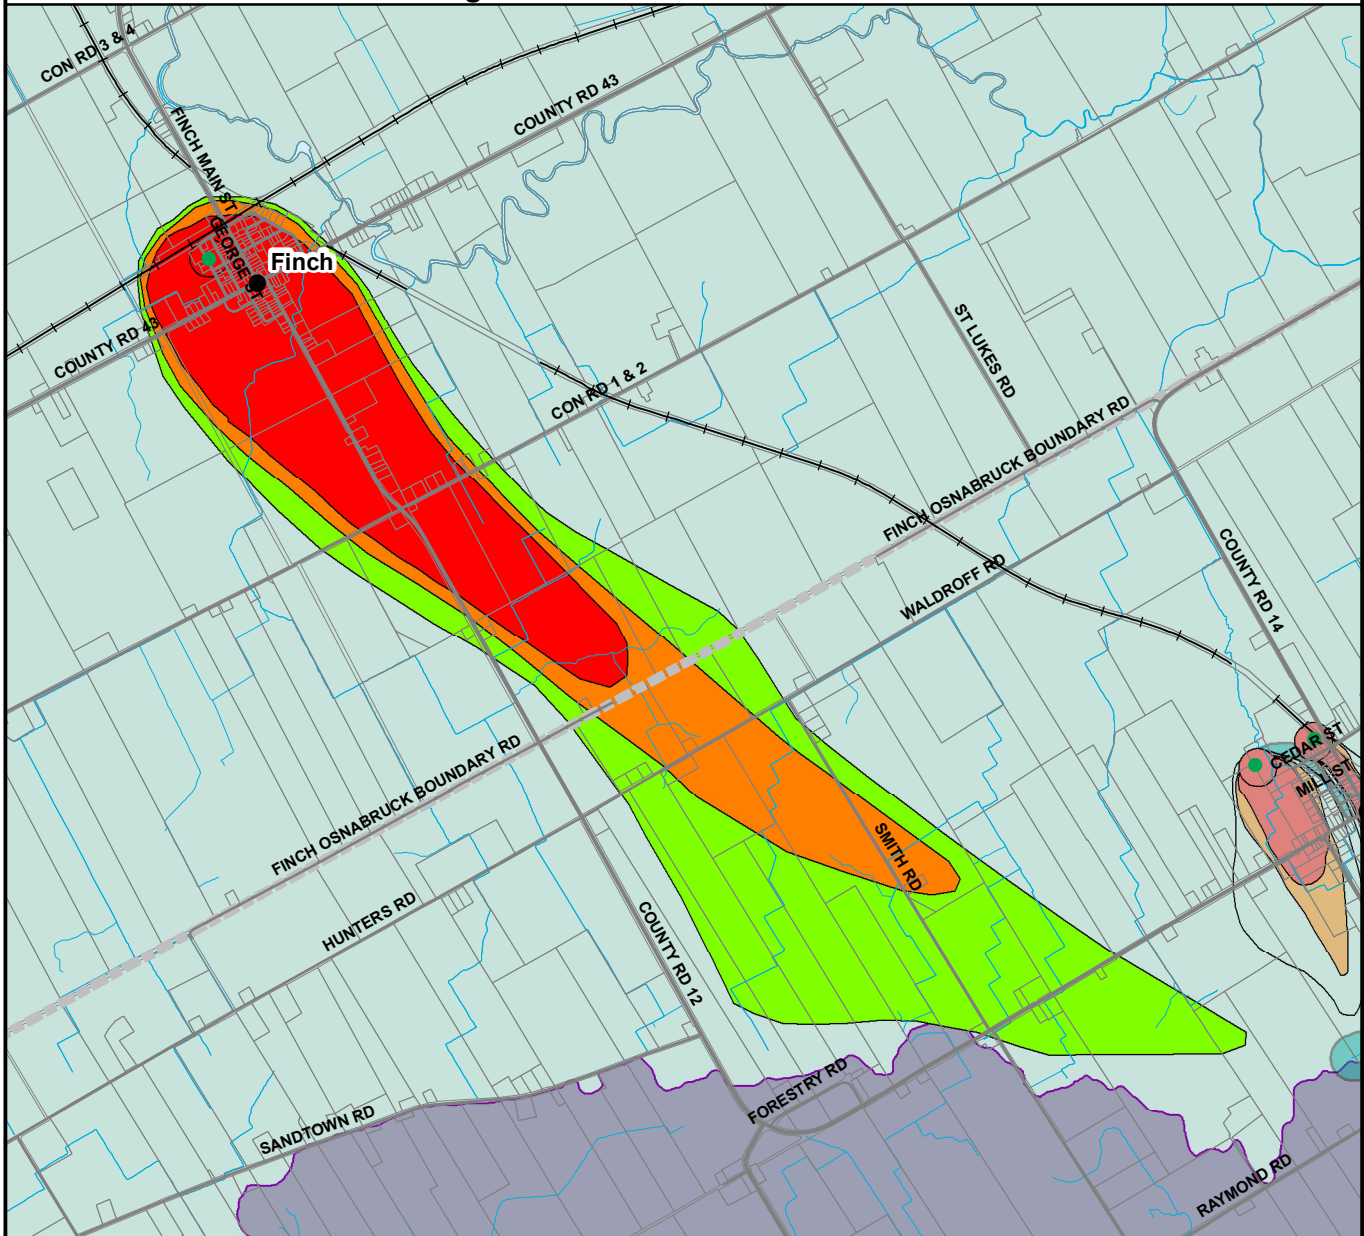 CON RD 3 & 4
FINCH MAIN ST
COUNTY RD 43
GEORGE ST
Finch
COUNTY RD 43
CON RD 1 & 2
ST LUKES RD
FINCH OSNABRUCK BOUNDARY RD
WALDROFF RD
COUNTY RD 14
CEDAR ST
MILL ST
FINCH OSNABRUCK BOUNDARY RD
SMITH RD
HUNTERS RD
COUNTY RD 12
FORESTRY RD
SANDTOWN RD
RAYMOND RD